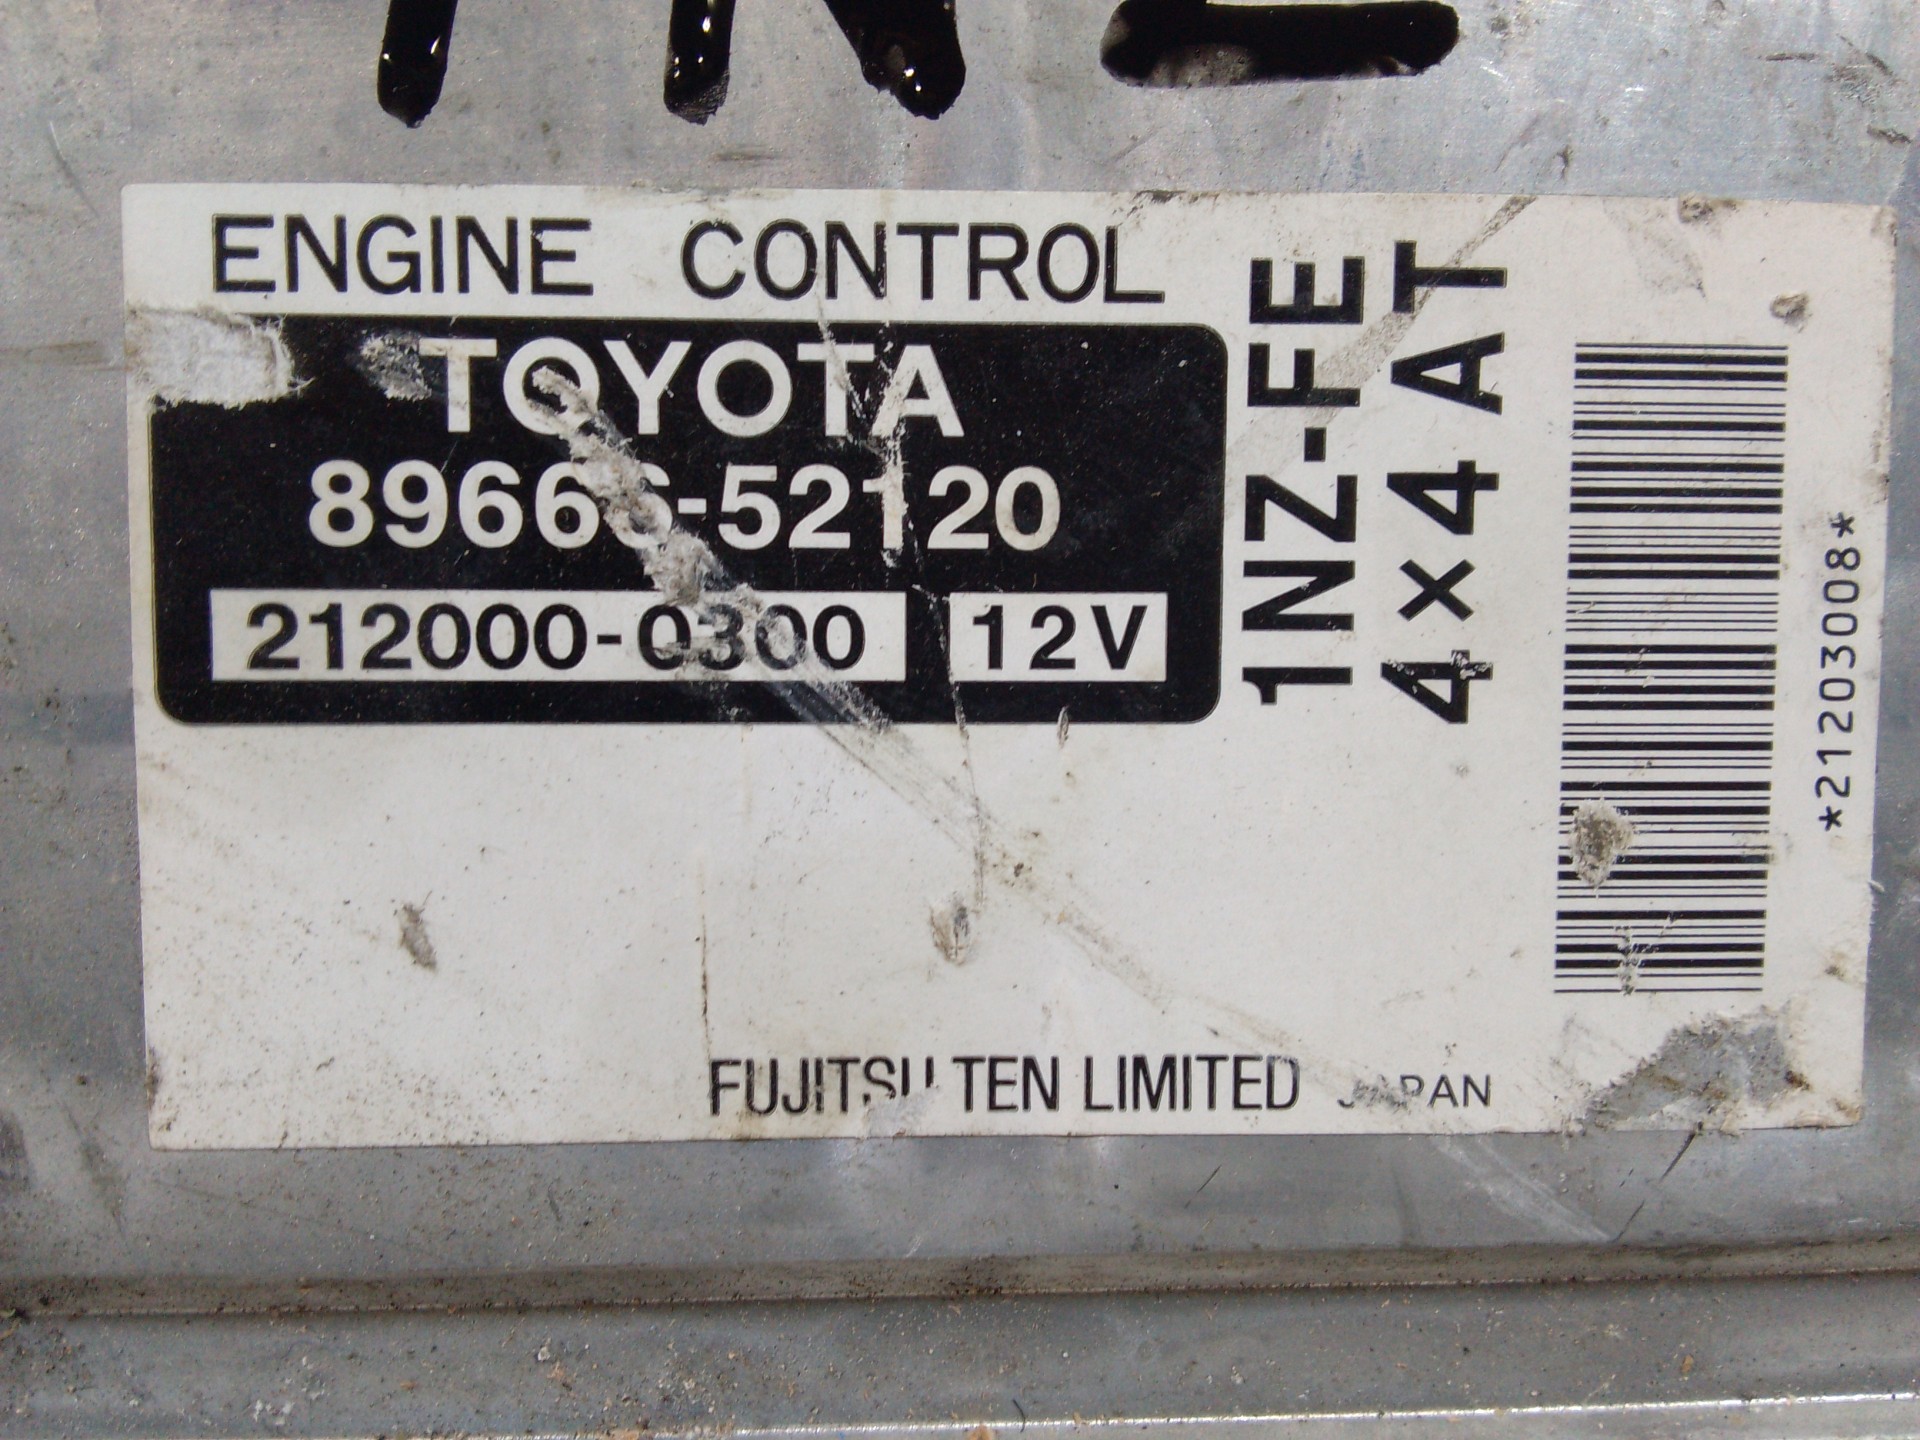 ENGINE CONTROL
TOYOTA
89666-52120
212000-0300 12V
1NZ-FE
4×4 AT
*21203008*
FUJITSU TEN LIMITED JAPAN